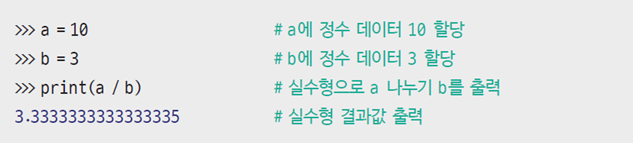 >>> a = 10 # a에 정수 데이터 10 할당
>>> b = 3 # b에 정수 데이터 3 할당
>>> print(a / b) # 실수형으로 a 나누기 b를 출력
3.3333333333333335 # 실수형 결과값 출력